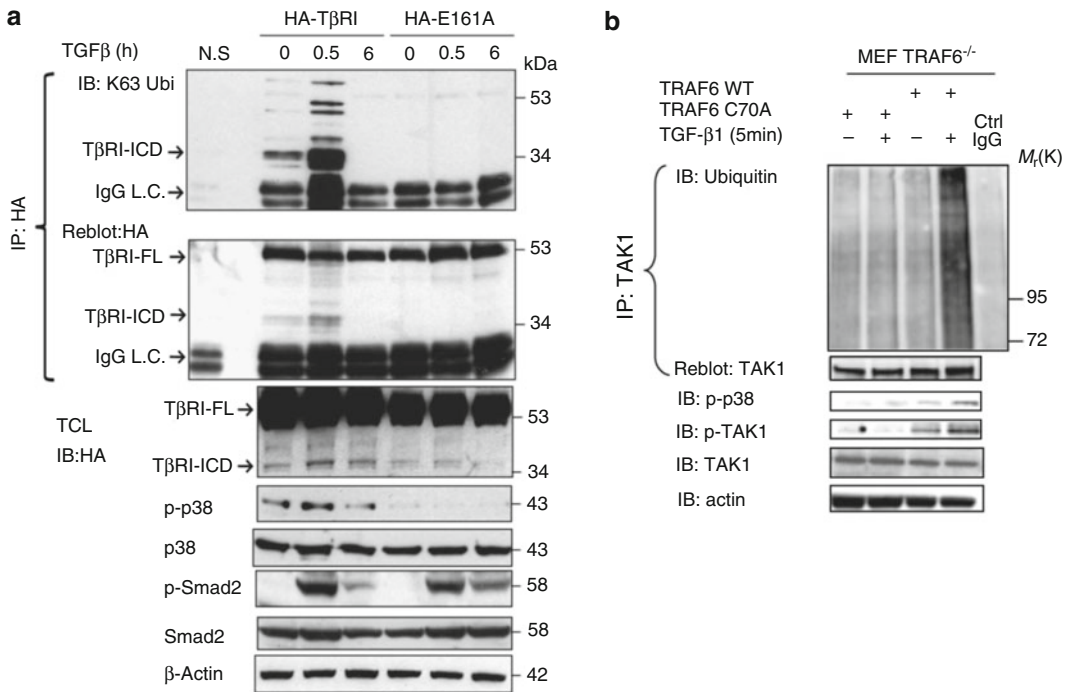 a
HA-TβRI HA-E161A
TGFβ (h) N.S 0 0.5 6 0 0.5 6 kDa
IP: HA
IB: K63 Ubi
53
TβRI-ICD
34
IgG L.C.
Reblot:HA
TβRI-FL
53
TβRI-ICD
34
IgG L.C.
TβRI-FL
53
TCL
IB:HA
TβRI-ICD
34
p-p38 43
p38 43
p-Smad2 58
Smad2 58
β-Actin 42
b
MEF TRAF6-/-
TRAF6 WT + +
TRAF6 C70A + +
TGF-β1 (5min) − + − + Ctrl IgG
Mr(K)
IP: TAK1
IB: Ubiquitin
95
72
Reblot: TAK1
IB: p-p38
IB: p-TAK1
IB: TAK1
IB: actin